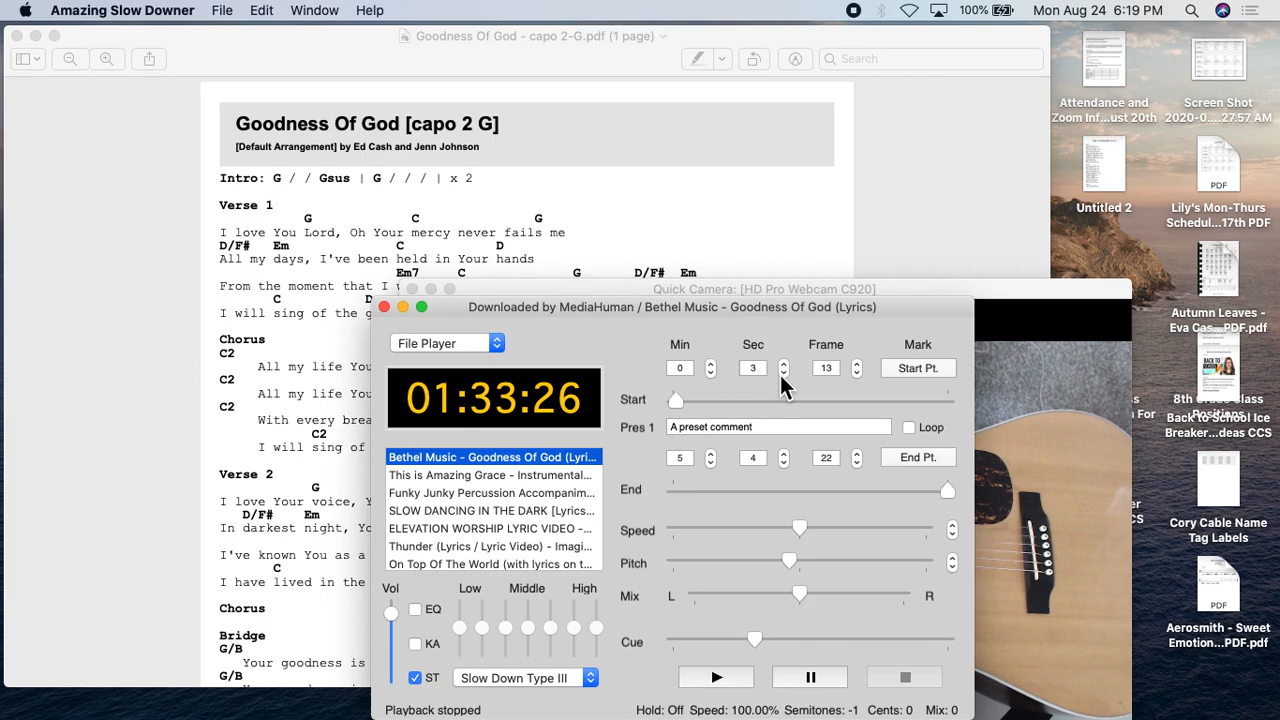 Amazing Slow Downer File Edit Window Help 100% Mon Aug 24 6:19 PM
Goodness Of God - capo 2-G.pdf (1 page)
Search
Goodness Of God [capo 2 G]
[Default Arrangement] by Ed Cash Jenn Johnson
Intro: G / / Gsus | G / / / | x 2
Verse 1
G C G
I love You Lord, Oh Your mercy never fails me
D/F# Em C D
All my days, I've been held in Your hands
Em7 C G D/F# Em
From the moment that I
C D
I will sing of the g
Chorus
C2
All my life Yo
C2
All my life Yo
C2
With every brea
C2
I will sing of
Verse 2
G
I love Your voice, Yo
D/F# Em
In darkest night, Yo
I've known You as a
C
I have lived in the
Chorus
Bridge
G/B
Your goodness is
G/B
Quick Camera: [HD Pro Webcam C920]
Downloaded by MediaHuman / Bethel Music - Goodness Of God (Lyrics)
File Player
01:33:26
Min Sec Frame Mark
0 3 13 Start Pt.
Start
Pres 1 A preset comment Loop
5 4 22 End Pt.
End
Speed
Pitch
Mix L R
Cue
Bethel Music - Goodness Of God (Lyri...
This is Amazing Grace - Instrumental...
Funky Junky Percussion Accompanim...
SLOW DANCING IN THE DARK [Lyrics...
ELEVATION WORSHIP LYRIC VIDEO -...
Thunder (Lyrics / Lyric Video) - Imagi...
On Top Of The World (with lyrics on t...
Vol Low Middle High
EQ
KA
ST Slow Down Type III
Playback stopped Hold: Off Speed: 100.00% Semitones: -1 Cents: 0 Mix: 0
Attendance and
Zoom Inf...ust 20th
Screen Shot
2020-0....27.57 AM
Untitled 2
PDF
Lily's Mon-Thurs
Schedul...17th PDF
Autumn Leaves -
Eva Cas...PDF.pdf
BACK TO SCHOOL
8th Grade Class
Positions
Back to School Ice
Breaker...deas CCS
Cory Cable Name
Tag Labels
PDF
Aerosmith - Sweet
Emotion...PDF.pdf